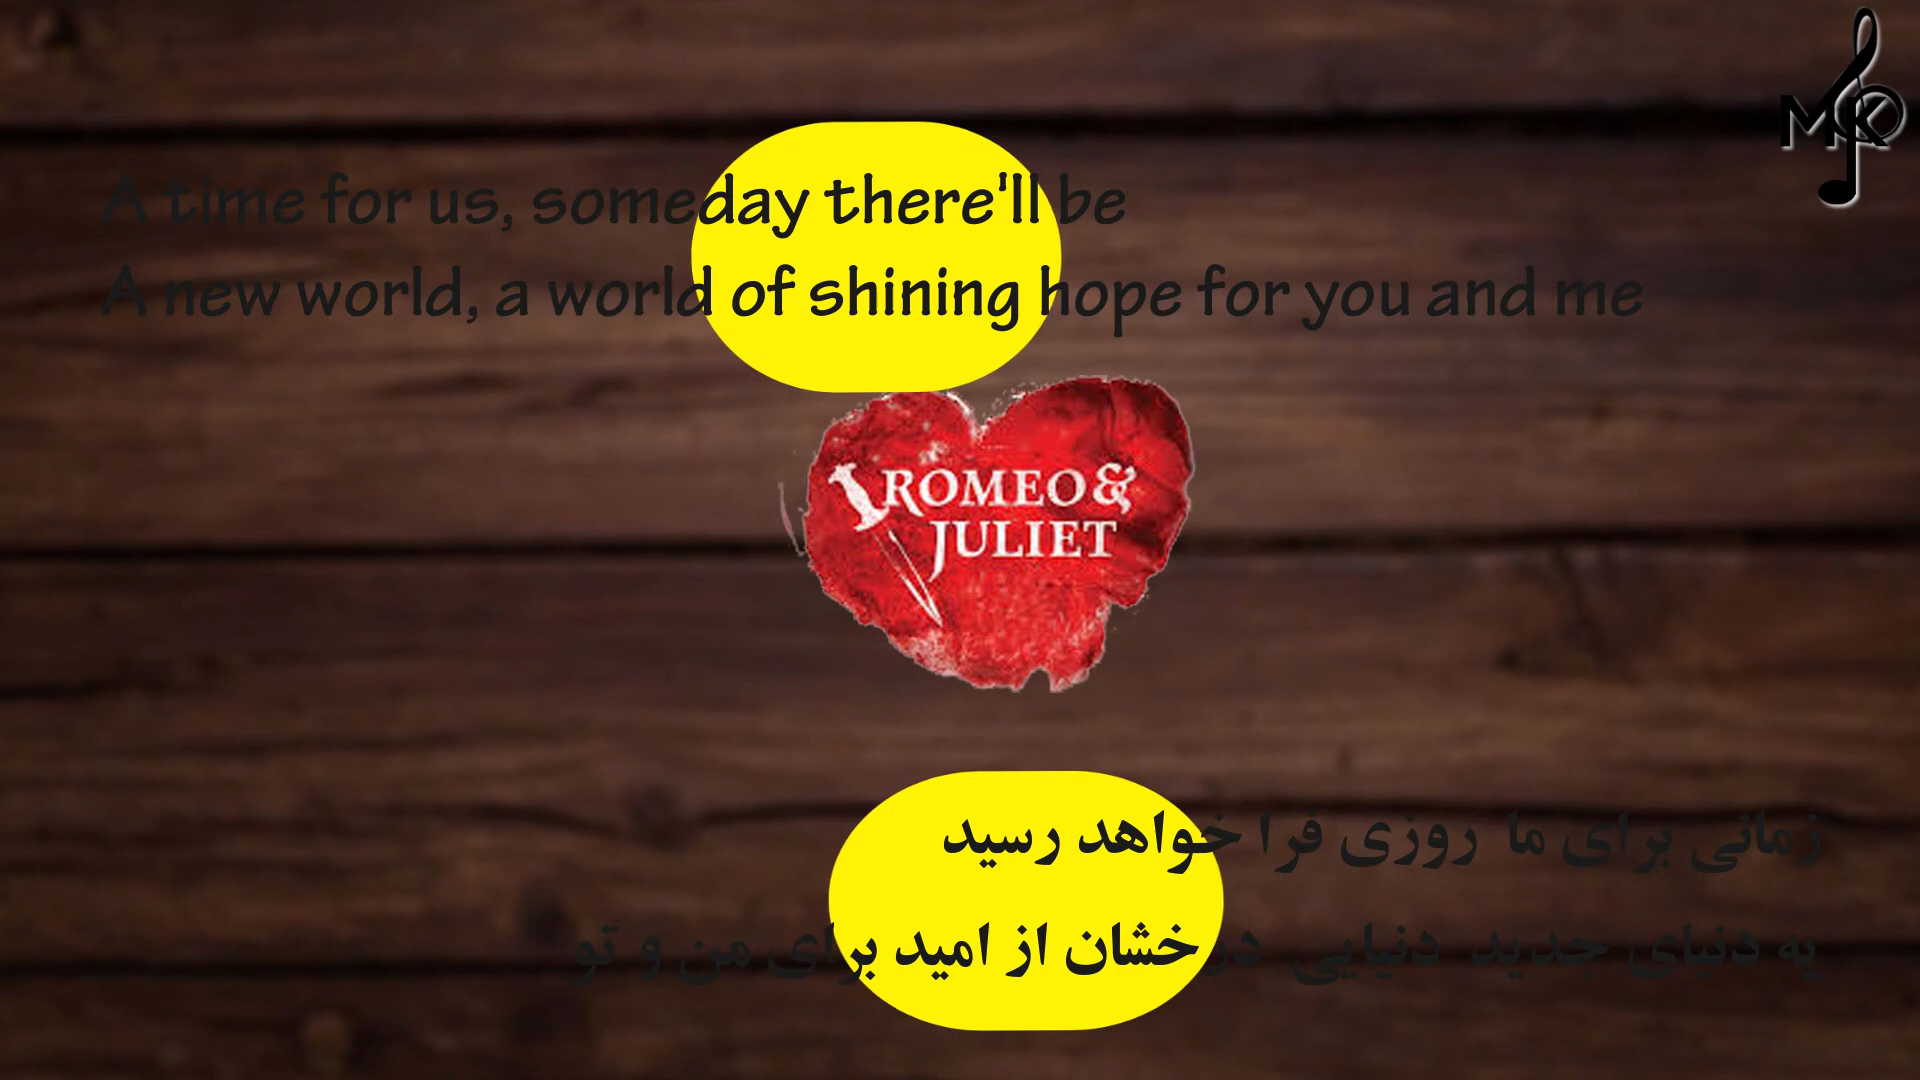 MK
A time for us, someday there'll be
A new world, a world of shining hope for you and me
ROMEO&
JULIET
زمانی برای ما روزی فرا خواهد رسید
یه دنیای جدید دنیایی درخشان از امید برای من و تو